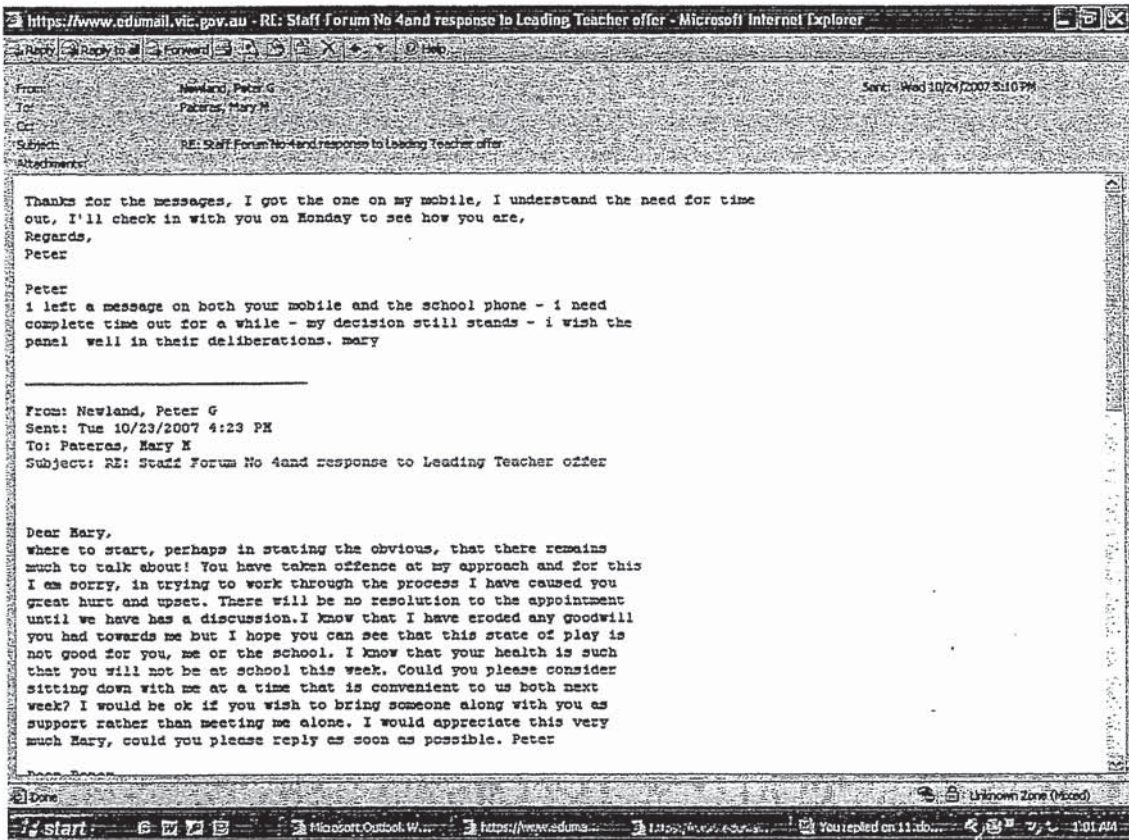 https://www.edumail.vic.gov.au - RE: Staff Forum No 4and response to Leading Teacher offer - Microsoft Internet Explorer
Reply Reply to all Forward Help
From: Newland, Peter G Sent: Wed 10/24/2007 5:10 PM
To: Pateras, Mary M
Cc:
Subject: RE: Staff Forum No 4and response to Leading Teacher offer
Attachments:
Thanks for the messages, I got the one on my mobile, I understand the need for time
out, I'll check in with you on Monday to see how you are,
Regards,
Peter
Peter
i left a message on both your mobile and the school phone - i need
complete time out for a while - my decision still stands - i wish the
panel well in their deliberations. mary
From: Newland, Peter G
Sent: Tue 10/23/2007 4:23 PM
To: Pateras, Mary M
Subject: RE: Staff Forum No 4and response to Leading Teacher offer
Dear Mary,
where to start, perhaps in stating the obvious, that there remains
much to talk about! You have taken offence at my approach and for this
I am sorry, in trying to work through the process I have caused you
great hurt and upset. There will be no resolution to the appointment
until we have has a discussion.I know that I have eroded any goodwill
you had towards me but I hope you can see that this state of play is
not good for you, me or the school. I know that your health is such
that you will not be at school this week. Could you please consider
sitting down with me at a time that is convenient to us both next
week? I would be ok if you wish to bring someone along with you as
support rather than meeting me alone. I would appreciate this very
much Mary, could you please reply as soon as possible. Peter
Done Unknown Zone (Mixed)
start Microsoft Outlook W... https://www.eduma... You replied on 11.do... 1:01 AM